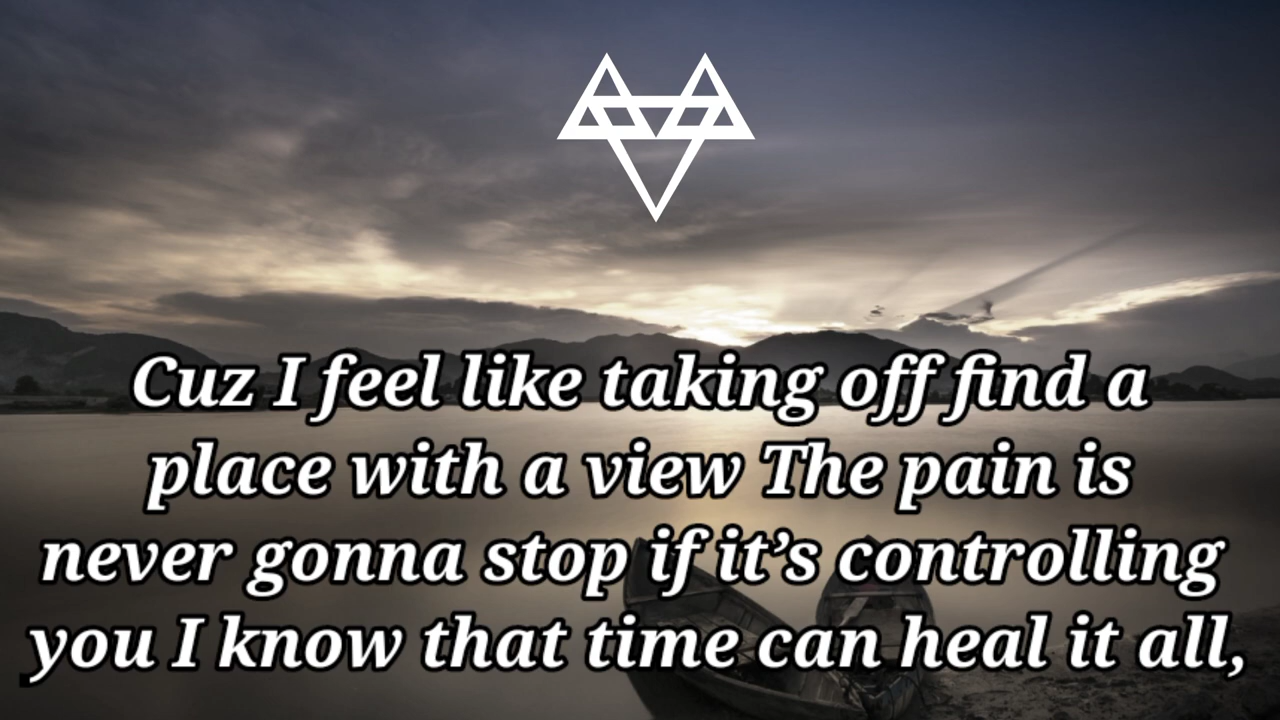 Cuz I feel like taking off find a
place with a view The pain is
never gonna stop if it’s controlling
you I know that time can heal it all,